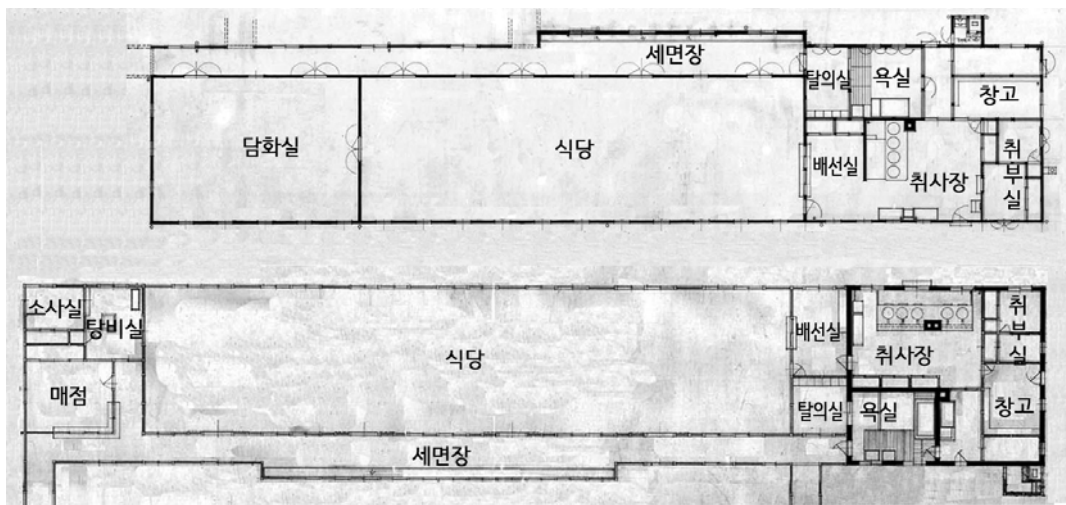 세면장
탈의실
욕실
창고
담화실
식당
배선실
취사장
취
부
실
소사실
탕비실
매점
식당
배선실
취사장
취
부
실
탈의실
욕실
창고
세면장